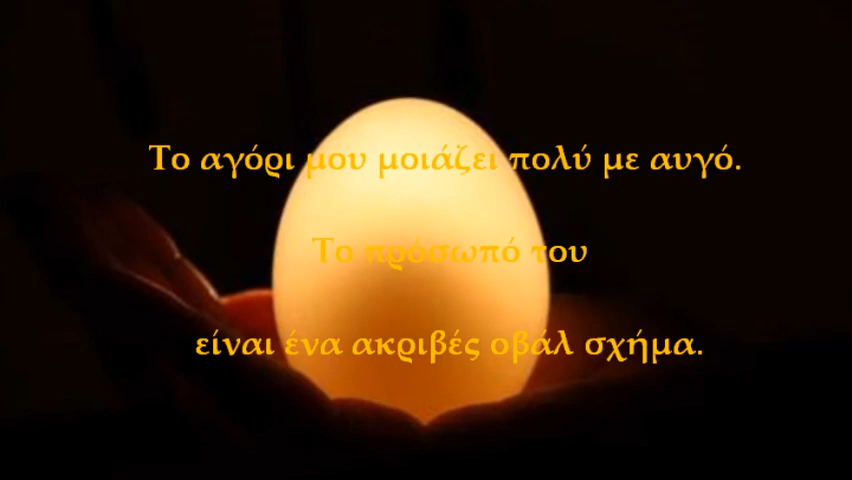 Το αγόρι μου μοιάζει πολύ με αυγό.
Το πρόσωπό του
είναι ένα ακριβές οβάλ σχήμα.